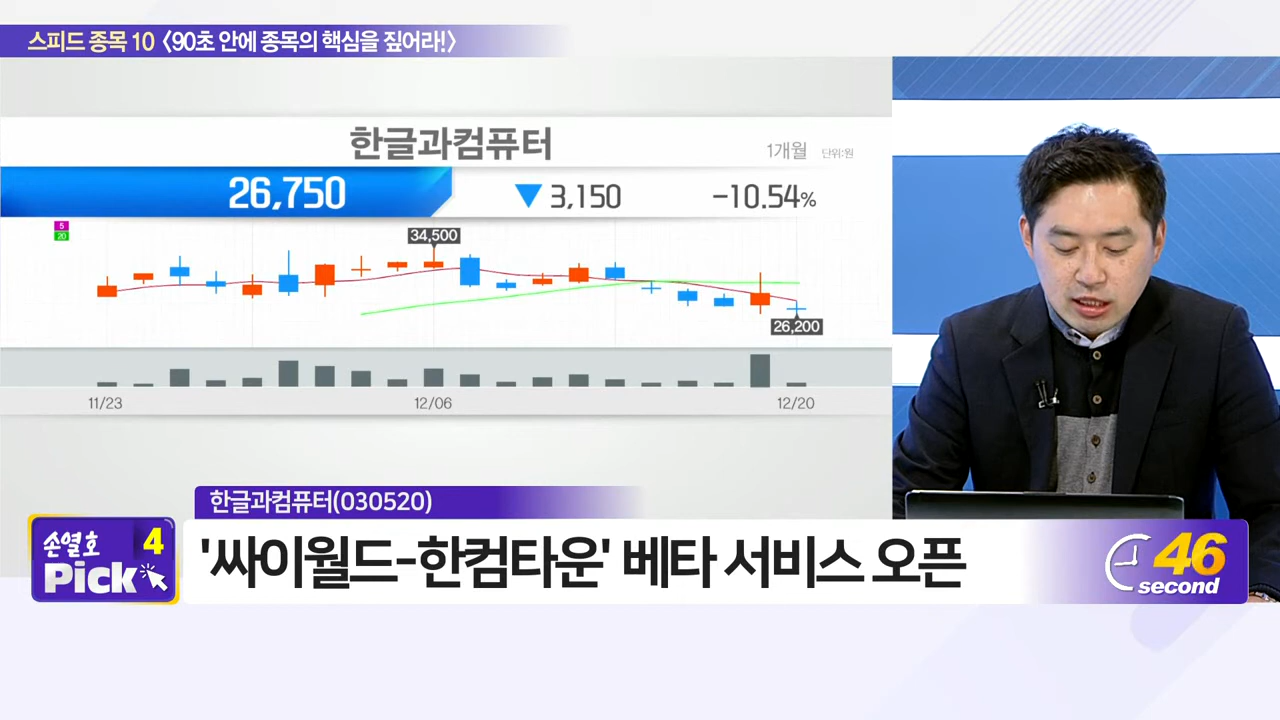 스피드 종목 10 〈90초 안에 종목의 핵심을 짚어라!〉
한글과컴퓨터
1개월 단위:원
26,750 ▼ 3,150 -10.54%
5
20
34,500
26,200
11/23 12/06 12/20
한글과컴퓨터(030520)
손열호 4
Pick
'싸이월드-한컴타운' 베타 서비스 오픈
46
second